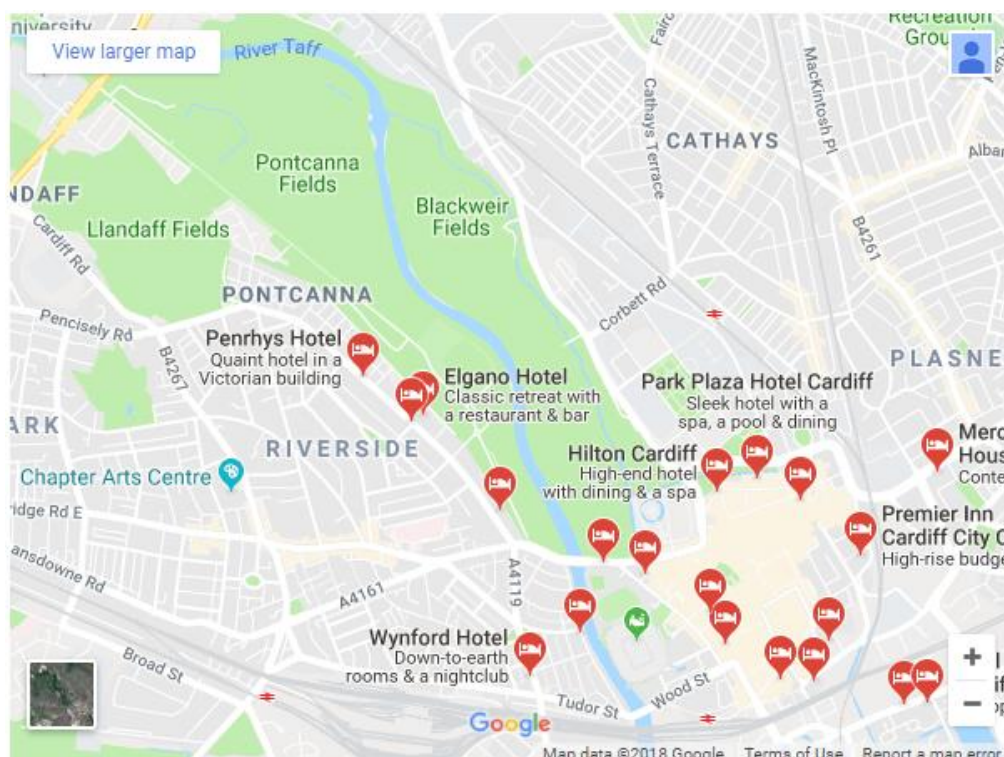 niversity
View larger map
River Taff
Recreation
Fairo
MacKintosh Pl
Cathays Terrace
CATHAYS
Alban
Pontcanna
Fields
NDAFF
Blackweir
Fields
Llandaff Fields
Cardiff Rd
B4261
PONTCANNA
Corbett Rd
Pencisely Rd
B4267
Penrhys Hotel
Quaint hotel in a
Victorian building
PLASNE
Elgano Hotel
Classic retreat with
a restaurant & bar
Park Plaza Hotel Cardiff
Sleek hotel with a
spa, a pool & dining
ARK
RIVERSIDE
Hilton Cardiff
High-end hotel
with dining & a spa
Merc
Hous
Conte
Chapter Arts Centre
ridge Rd E
Premier Inn
Cardiff City C
High-rise budge
ansdowne Rd
A4161
A4119
Wynford Hotel
Down-to-earth
rooms & a nightclub
Broad St
Wood St
Tudor St
Google
Map data ©2018 Google
Terms of Use
Report a map error